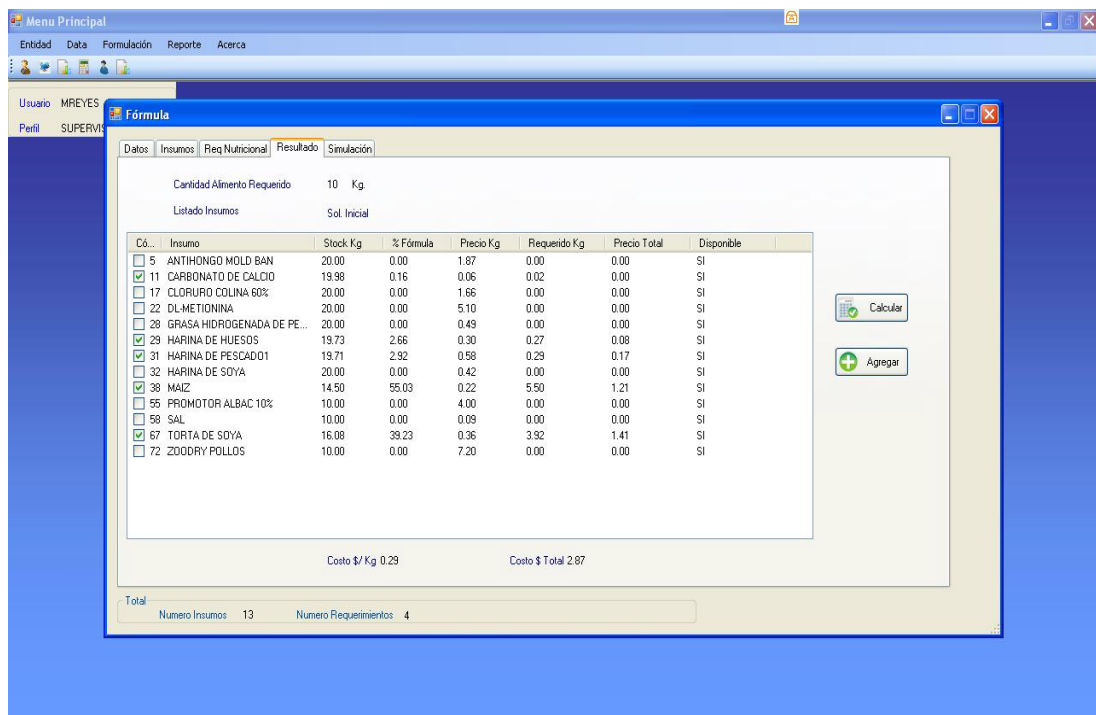 Menu Principal
Entidad Data Formulación Reporte Acerca
Usuario MREYES
Perfil SUPERVIS
Fórmula
Datos Insumos Req Nutricional Resultado Simulación
Cantidad Alimento Requerido 10 Kg.
Listado Insumos Sol. Inicial
Có... Insumo Stock Kg % Fórmula Precio Kg Requerido Kg Precio Total Disponible
5 ANTIHONGO MOLD BAN 20.00 0.00 1.87 0.00 0.00 SI
11 CARBONATO DE CALCIO 19.98 0.16 0.06 0.02 0.00 SI
17 CLORURO COLINA 60% 20.00 0.00 1.66 0.00 0.00 SI
22 DL-METIONINA 20.00 0.00 5.10 0.00 0.00 SI
28 GRASA HIDROGENADA DE PE... 20.00 0.00 0.49 0.00 0.00 SI
29 HARINA DE HUESOS 19.73 2.66 0.30 0.27 0.08 SI
31 HARINA DE PESCADO1 19.71 2.92 0.58 0.29 0.17 SI
32 HARINA DE SOYA 20.00 0.00 0.42 0.00 0.00 SI
38 MAIZ 14.50 55.03 0.22 5.50 1.21 SI
55 PROMOTOR ALBAC 10% 10.00 0.00 4.00 0.00 0.00 SI
58 SAL 10.00 0.00 0.09 0.00 0.00 SI
67 TORTA DE SOYA 16.08 39.23 0.36 3.92 1.41 SI
72 ZOODRY POLLOS 10.00 0.00 7.20 0.00 0.00 SI
Calcular
Agregar
Costo $/ Kg 0.29 Costo $ Total 2.87
Total
Numero Insumos 13 Numero Requerimientos 4